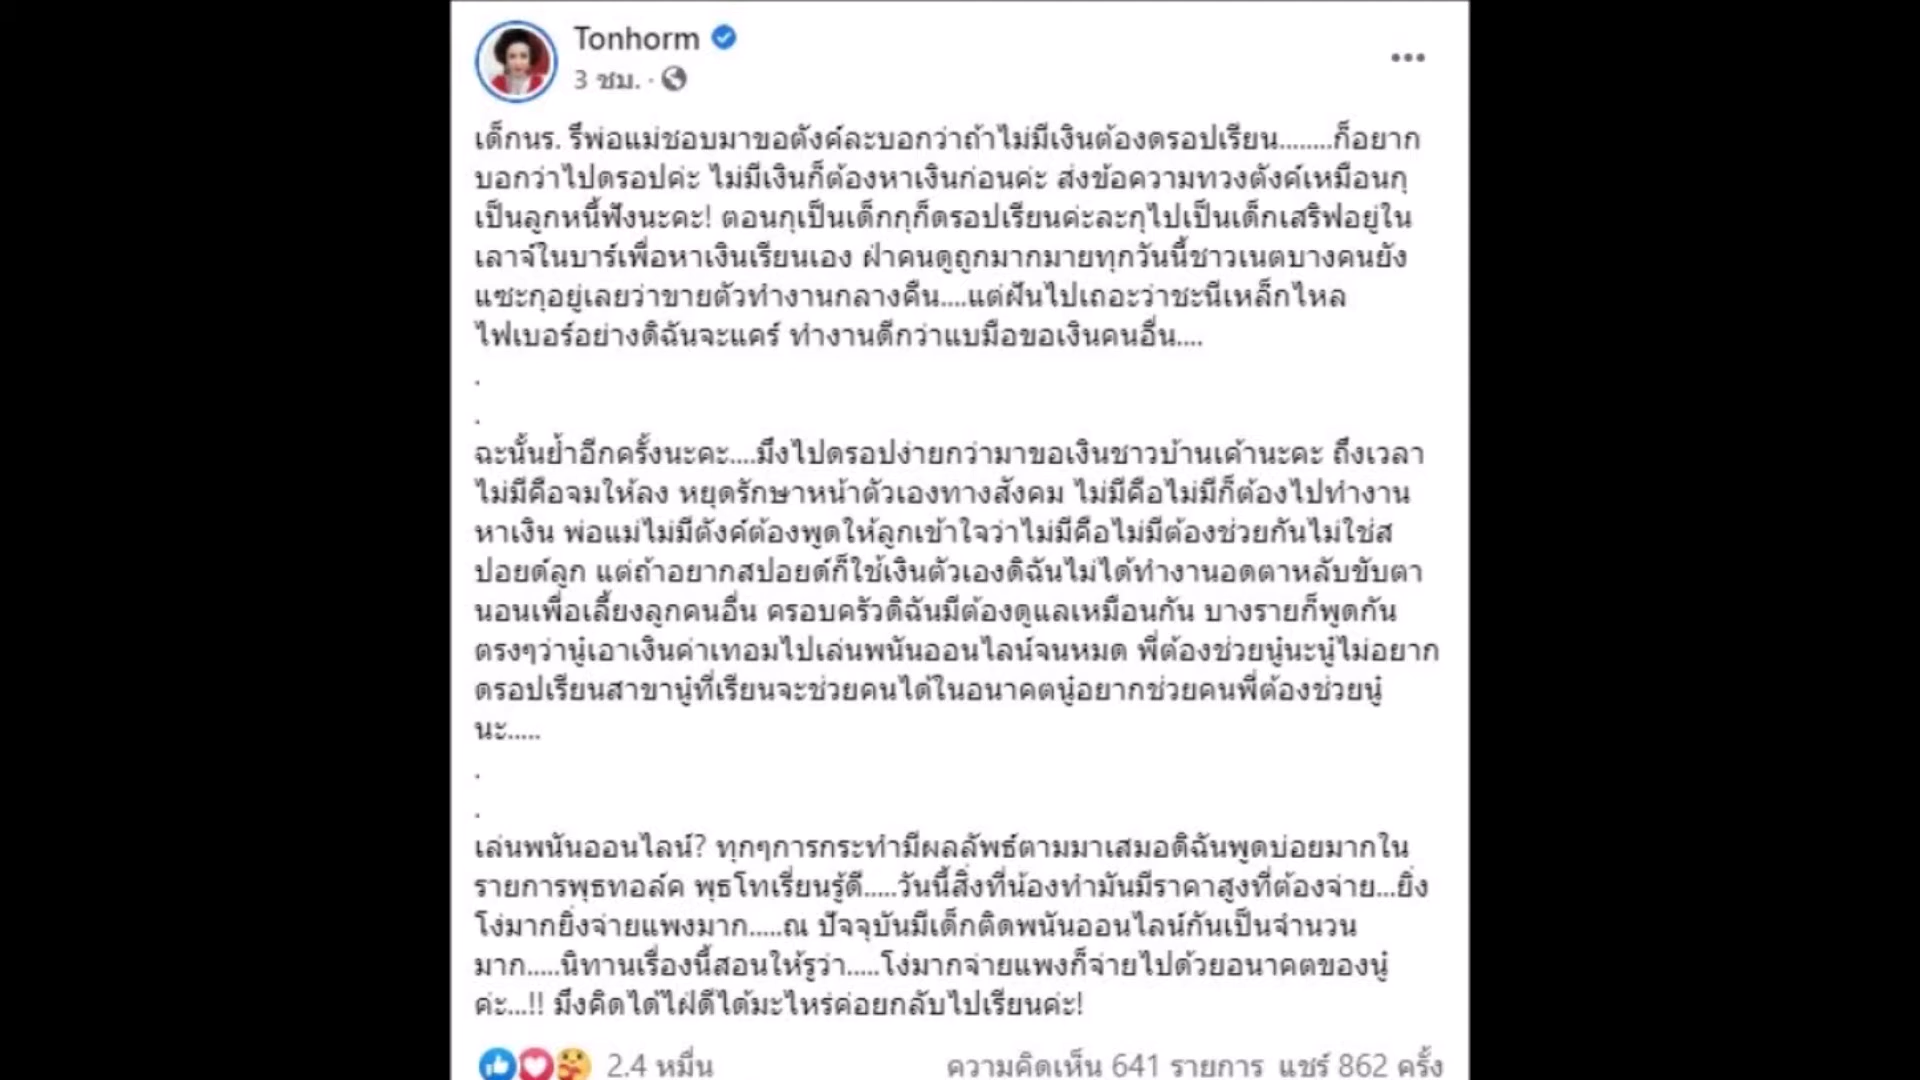 Tonhorm
3 ชม. ·
เด็กนร. รึพ่อแม่ชอบมาขอตังค์ละบอกว่าถ้าไม่มีเงินต้องดรอปเรียน........ก็อยาก
บอกว่าไปดรอปค่ะ ไม่มีเงินก็ต้องหาเงินก่อนค่ะ ส่งข้อความทวงตังค์เหมือนกุ
เป็นลูกหนี้ฟังนะคะ! ตอนกุเป็นเด็กกุก็ดรอปเรียนค่ะละกุไปเป็นเด็กเสริฟอยู่ใน
เลาจ์ในบาร์เพื่อหาเงินเรียนเอง ฝ่าคนดูถูกมากมายทุกวันนี้ชาวเนตบางคนยัง
แซะกุอยู่เลยว่าขายตัวทำงานกลางคืน....แต่ฝันไปเถอะว่าชะนีเหล็กไหล
ไฟเบอร์อย่างดิฉันจะแคร์ ทำงานดีกว่าแบมือขอเงินคนอื่น....
.
.
ฉะนั้นย้ำอีกครั้งนะคะ....มึงไปดรอปง่ายกว่ามาขอเงินชาวบ้านเค้านะคะ ถึงเวลา
ไม่มีคือจมให้ลง หยุดรักษาหน้าตัวเองทางสังคม ไม่มีคือไม่มีก็ต้องไปทำงาน
หาเงิน พ่อแม่ไม่มีตังค์ต้องพูดให้ลูกเข้าใจว่าไม่มีคือไม่มีต้องช่วยกันไม่ใช่ส
ปอยด์ลูก แต่ถ้าอยากสปอยด์ก็ใช้เงินตัวเองดิฉันไม่ได้ทำงานอดตาหลับขับตา
นอนเพื่อเลี้ยงลูกคนอื่น ครอบครัวดิฉันมีต้องดูแลเหมือนกัน บางรายก็พูดกัน
ตรงๆว่านู๋เอาเงินค่าเทอมไปเล่นพนันออนไลน์จนหมด พี่ต้องช่วยนู๋นะนู๋ไม่อยาก
ดรอปเรียนสาขานู๋ที่เรียนจะช่วยคนได้ในอนาคตนู๋อยากช่วยคนพี่ต้องช่วยนู๋
นะ.....
.
.
เล่นพนันออนไลน์? ทุกๆการกระทำมีผลลัพธ์ตามมาเสมอดิฉันพูดบ่อยมากใน
รายการพุธทอล์ค พุธโทเรี่ยนรู้ดี.....วันนี้สิ่งที่น้องทำมันมีราคาสูงที่ต้องจ่าย...ยิ่ง
โง่มากยิ่งจ่ายแพงมาก.....ณ ปัจจุบันมีเด็กติดพนันออนไลน์กันเป็นจำนวน
มาก.....นิทานเรื่องนี้สอนให้รูว่า.....โง่มากจ่ายแพงก็จ่ายไปด้วยอนาคตของนู๋
ค่ะ...!! มึงคิดได้ไฝ่ดีได้มะไหร่ค่อยกลับไปเรียนค่ะ!
2.4 หมื่น ความคิดเห็น 641 รายการ แชร์ 862 ครั้ง